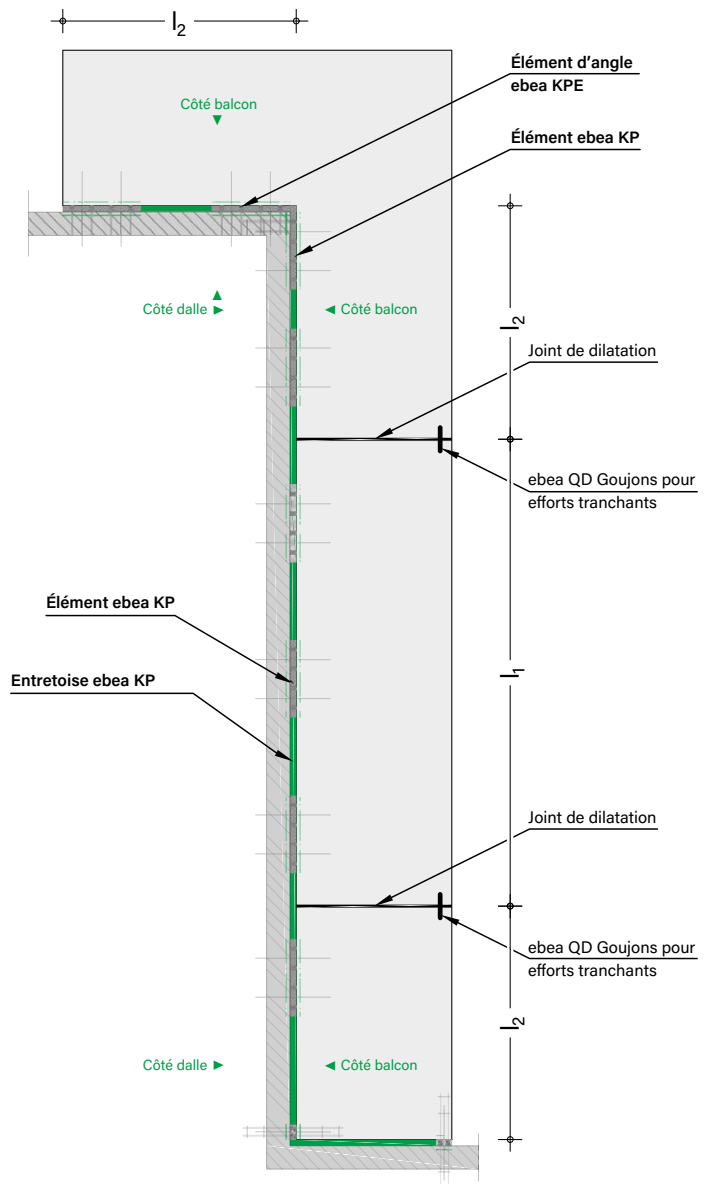 l2
Élément d'angle
ebea KPE
Côté balcon
Élément ebea KP
Côté dalle
Côté balcon
l2
Joint de dilatation
ebea QD Goujons pour
efforts tranchants
Élément ebea KP
l1
Entretoise ebea KP
Joint de dilatation
ebea QD Goujons pour
efforts tranchants
l2
Côté dalle
Côté balcon